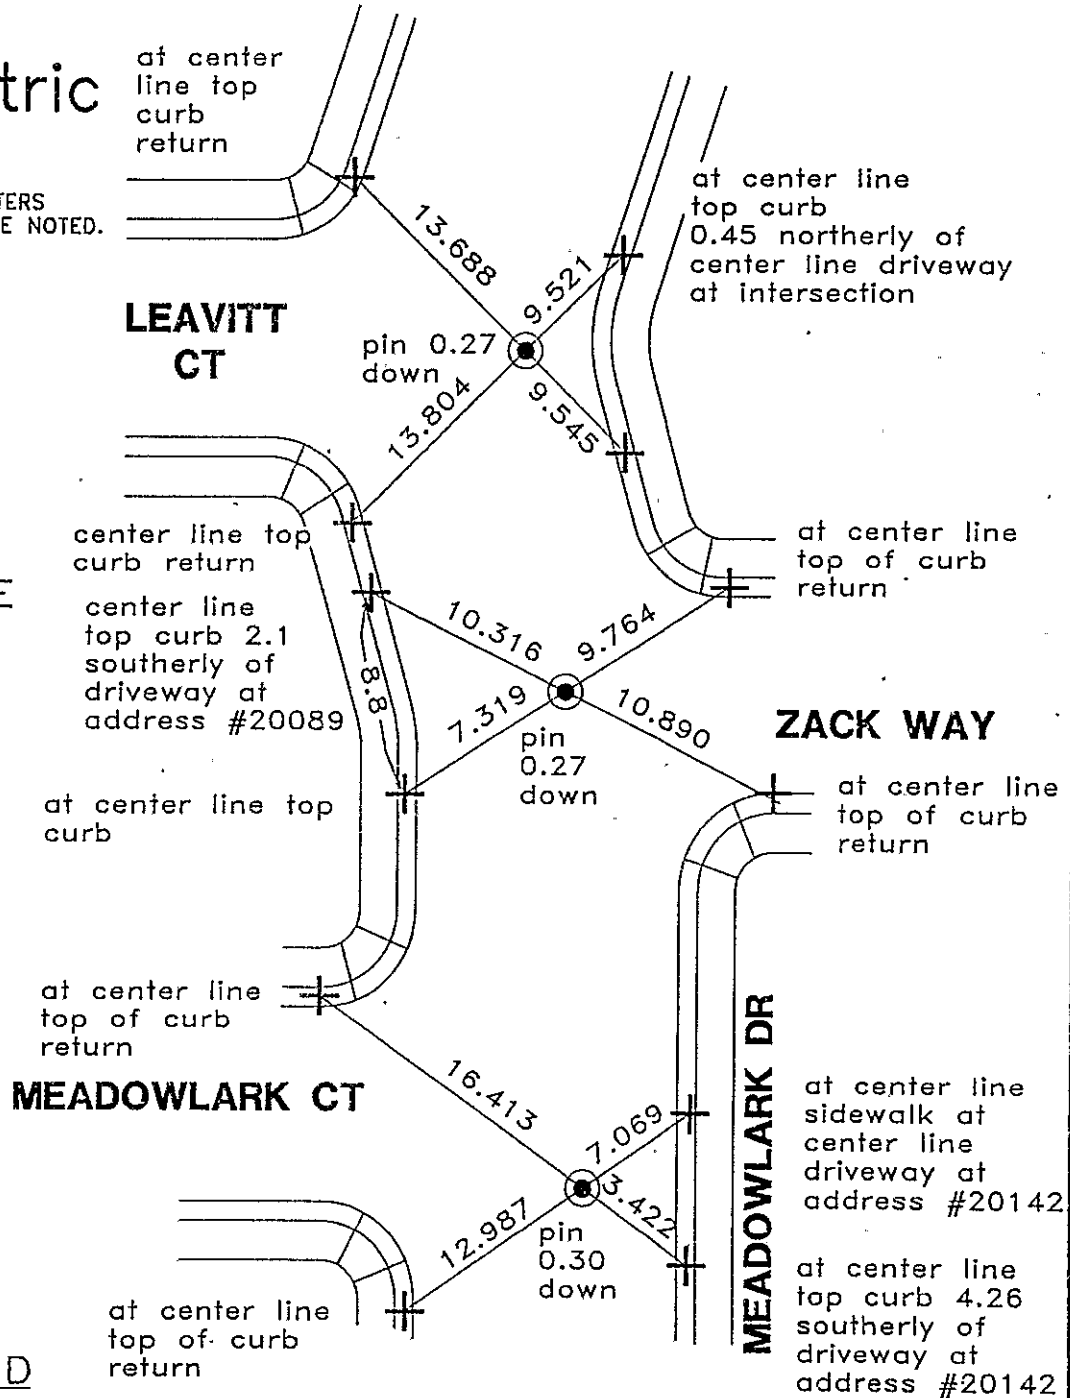 at center
line top
curb
return
tric
TERS
E NOTED.
13.688
9.521
at center line
top curb
0.45 northerly of
center line driveway
at intersection
LEAVITT
CT
pin 0.27
down
13.804
9.545
center line top
curb return
at center line
top of curb
return
E
center line
top curb 2.1
southerly of
driveway at
address #20089
10.316
9.764
8.8
7.319
10.890
pin
0.27
down
ZACK WAY
at center line top
curb
at center line
top of curb
return
at center line
top of curb
return
MEADOWLARK CT
16.413
7.069
MEADOWLARK DR
at center line
sidewalk at
center line
driveway at
address #20142
12.987
3.422
pin
0.30
down
at center line
top curb 4.26
southerly of
driveway at
address #20142
at center line
top of curb
return
D